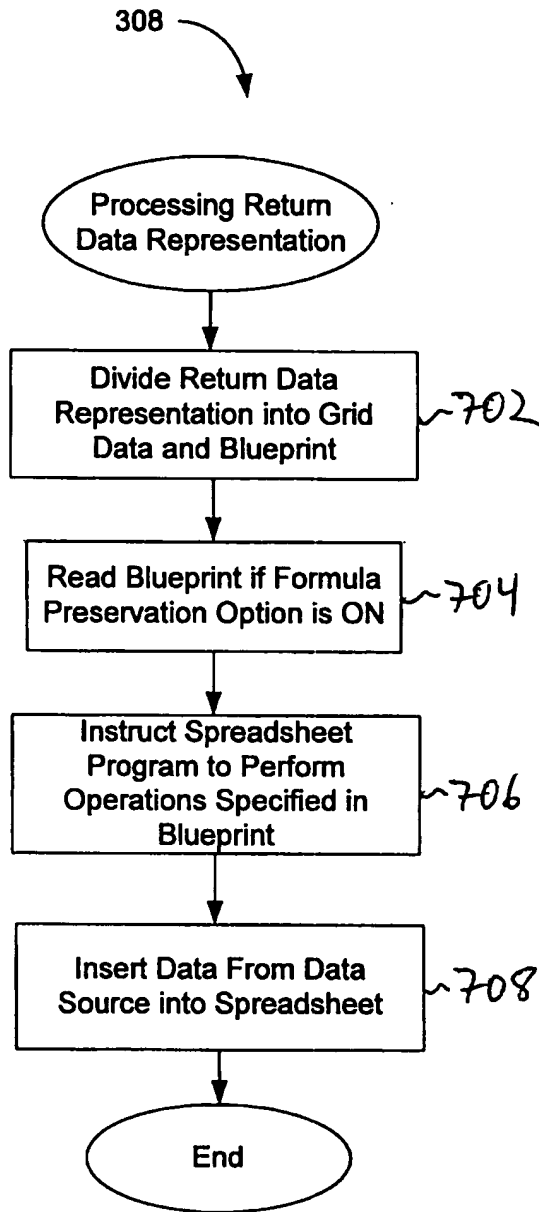 308
Processing Return
Data Representation
Divide Return Data
Representation into Grid
Data and Blueprint
702
Read Blueprint if Formula
Preservation Option is ON
704
Instruct Spreadsheet
Program to Perform
Operations Specified in
Blueprint
706
Insert Data From Data
Source into Spreadsheet
708
End